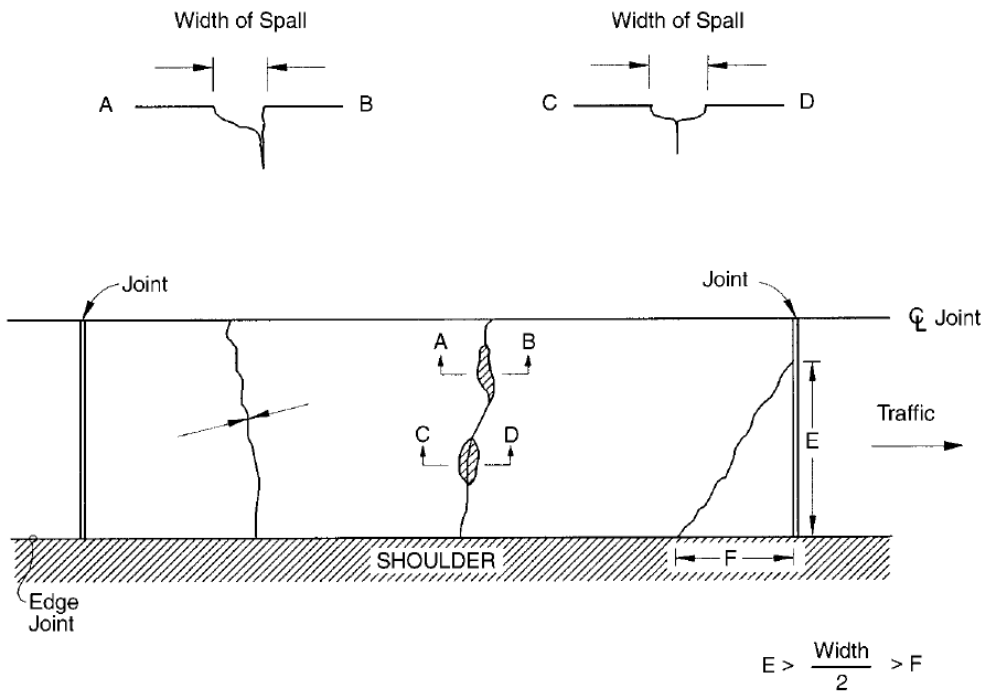 Width of Spall
Width of Spall
A
B
C
D
Joint
Joint
℄ Joint
A
B
Traffic
C
D
E
SHOULDER
F
Edge
Joint
E > Width
2
> F